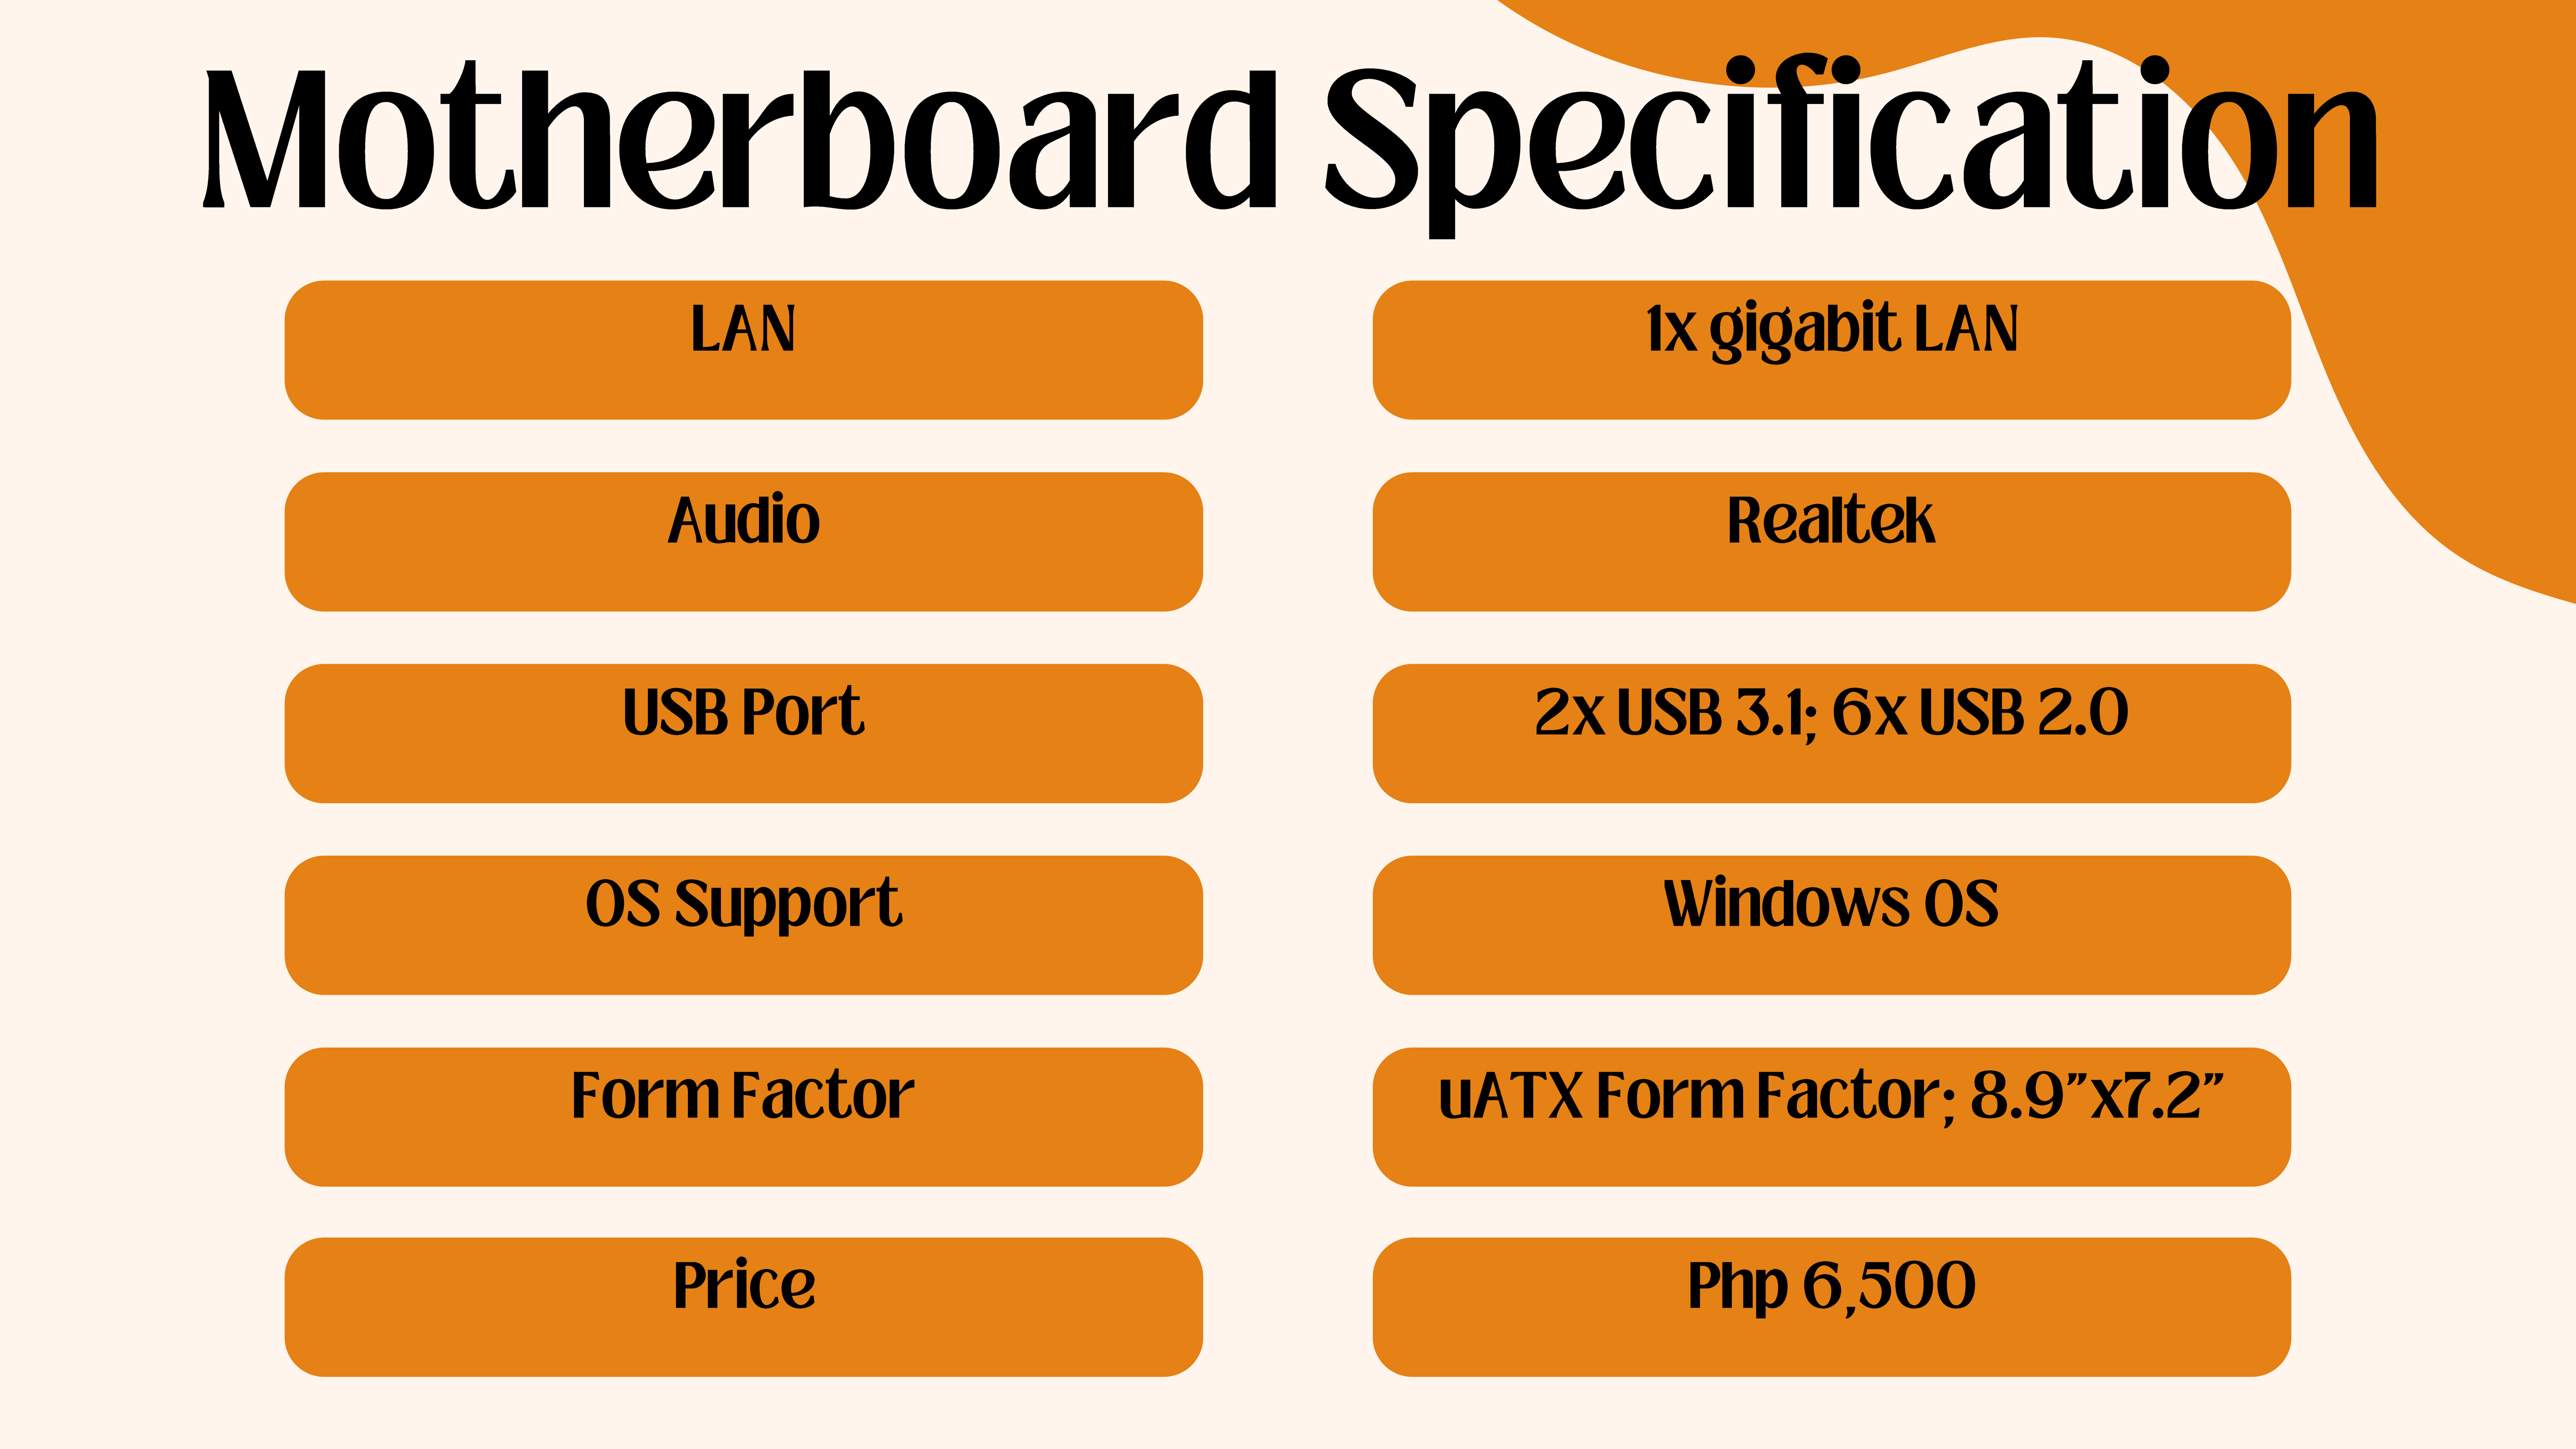 Motherboard Specification
LAN
1x gigabit LAN
Audio
Realtek
USB Port
2x USB 3.1; 6x USB 2.0
OS Support
Windows OS
Form Factor
uATX Form Factor; 8.9”x7.2”
Price
Php 6,500